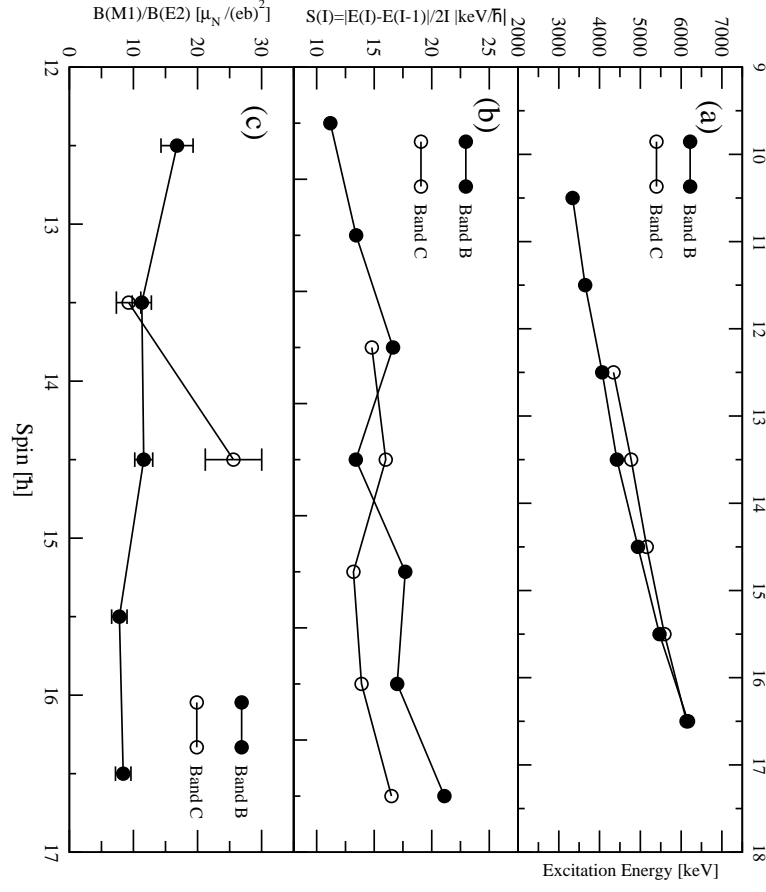 B(M1)/B(E2) [μN /(eb)2]
0
10
20
30
S(I)=|E(I)-E(I-1)|/2I |keV/ħ|
10
15
20
25
2000
3000
4000
5000
6000
7000
9
10
11
12
13
14
15
16
17
18
Excitation Energy [keV]
(a)
Band B
Band C
(b)
Band B
Band C
(c)
Band B
Band C
12
13
14
15
16
17
Spin [ħ]